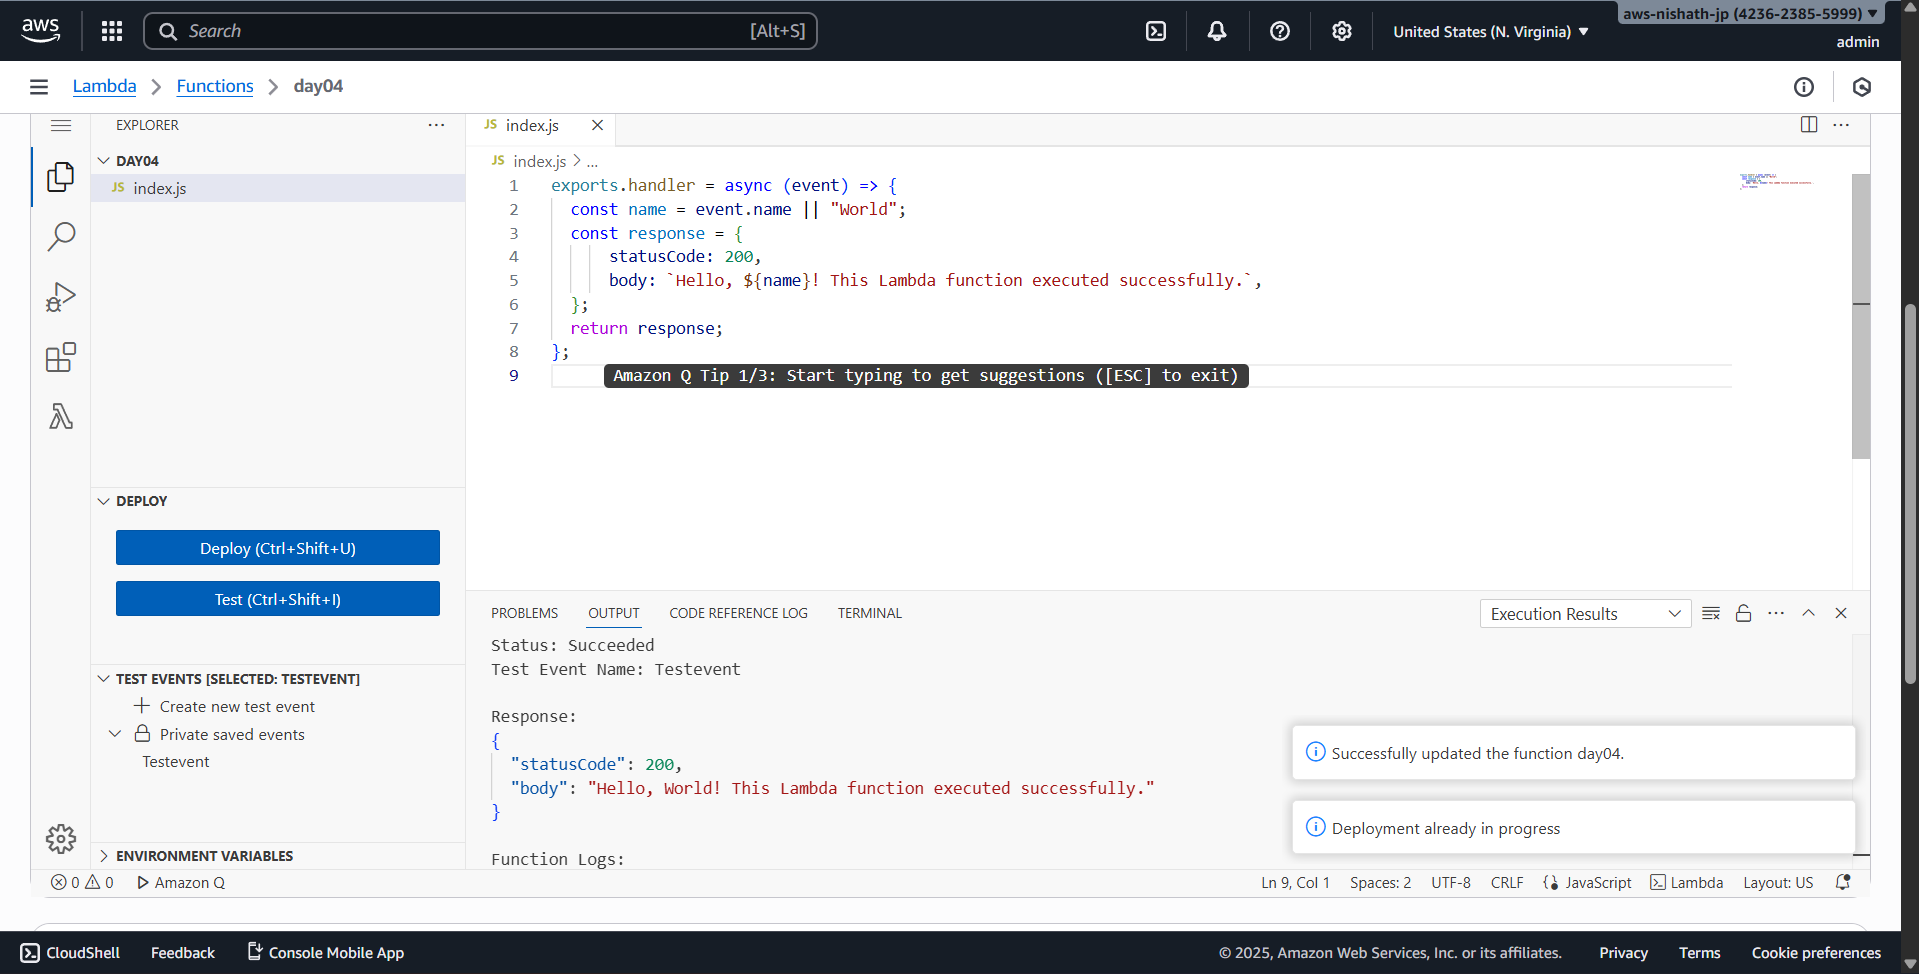 aws
Search [Alt+S]
United States (N. Virginia) ▼
aws-nishath-jp (4236-2385-5999) ▼
admin
Lambda > Functions > day04
EXPLORER ...
DAY04
JS index.js
JS index.js
JS index.js > ...
1 exports.handler = async (event) => {
2 const name = event.name || "World";
3 const response = {
4 statusCode: 200,
5 body: `Hello, ${name}! This Lambda function executed successfully.`,
6 };
7 return response;
8 };
9 Amazon Q Tip 1/3: Start typing to get suggestions ([ESC] to exit)
DEPLOY
Deploy (Ctrl+Shift+U)
Test (Ctrl+Shift+I)
TEST EVENTS [SELECTED: TESTEVENT]
Create new test event
Private saved events
Testevent
ENVIRONMENT VARIABLES
PROBLEMS OUTPUT CODE REFERENCE LOG TERMINAL
Execution Results
Status: Succeeded
Test Event Name: Testevent
Response:
{
"statusCode": 200,
"body": "Hello, World! This Lambda function executed successfully."
}
Function Logs:
Successfully updated the function day04.
Deployment already in progress
0 0 Amazon Q
Ln 9, Col 1 Spaces: 2 UTF-8 CRLF {} JavaScript Lambda Layout: US
CloudShell Feedback Console Mobile App
© 2025, Amazon Web Services, Inc. or its affiliates. Privacy Terms Cookie preferences